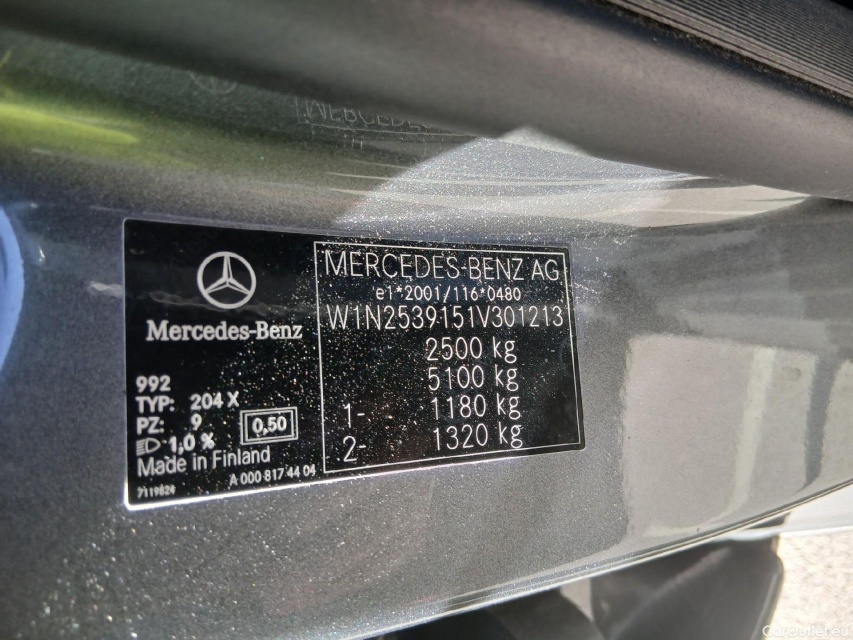 Mercedes-Benz
992
TYP: 204 X
PZ: 9
0,50
1,0 %
Made in Finland
A 000 817 44 04
7119824
MERCEDES-BENZ AG
e1*2001/116*0480
W1N2539151V301213
2500 kg
5100 kg
1- 1180 kg
2- 1320 kg